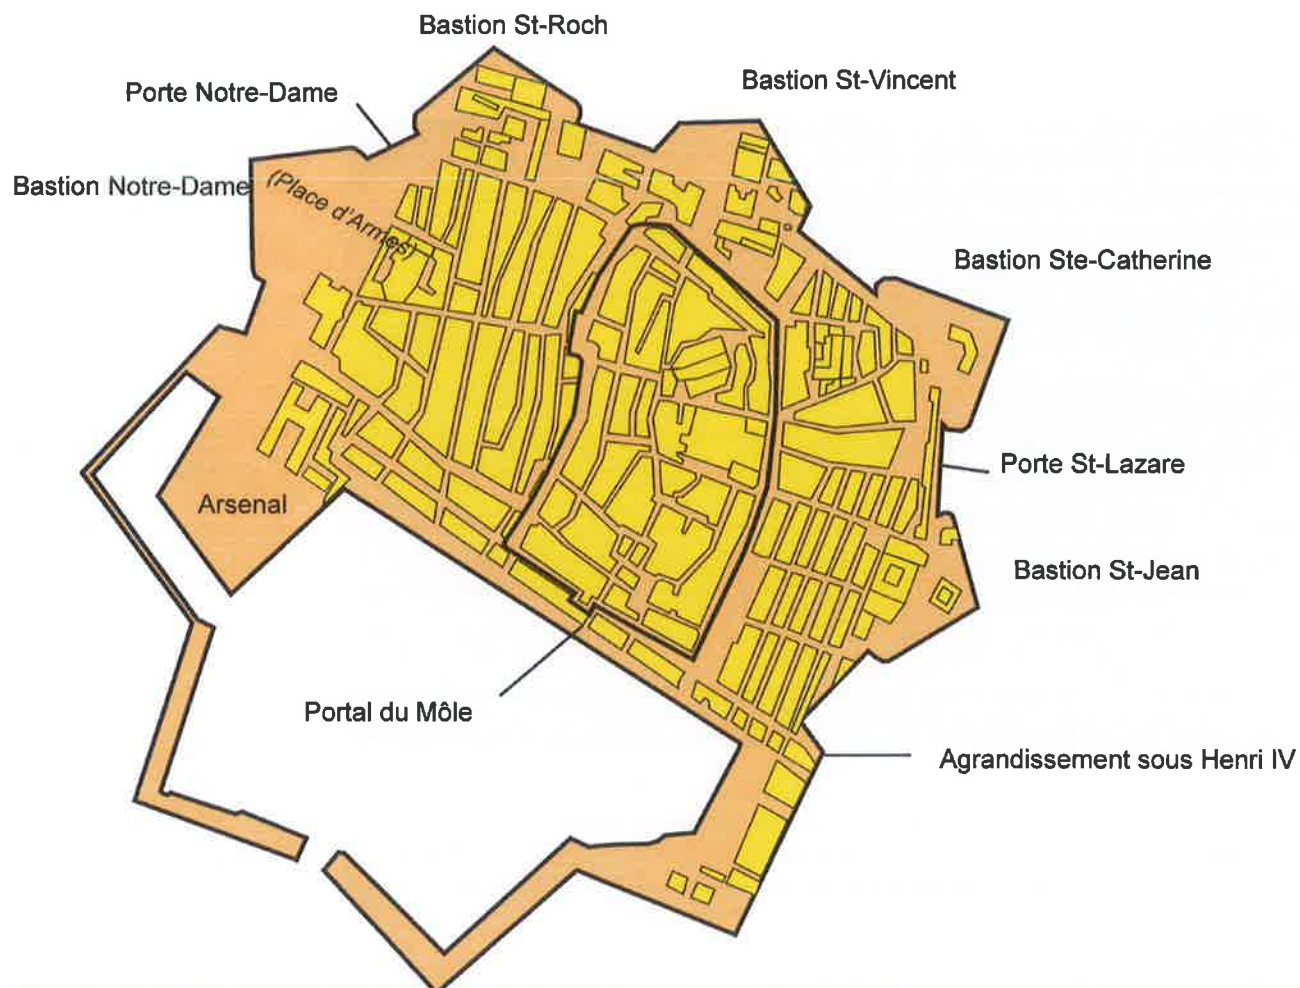 Bastion St-Roch
Bastion St-Vincent
Porte Notre-Dame
Bastion Notre-Dame
(Place d'Armes)
Bastion Ste-Catherine
Porte St-Lazare
Arsenal
Bastion St-Jean
Portal du Môle
Agrandissement sous Henri IV